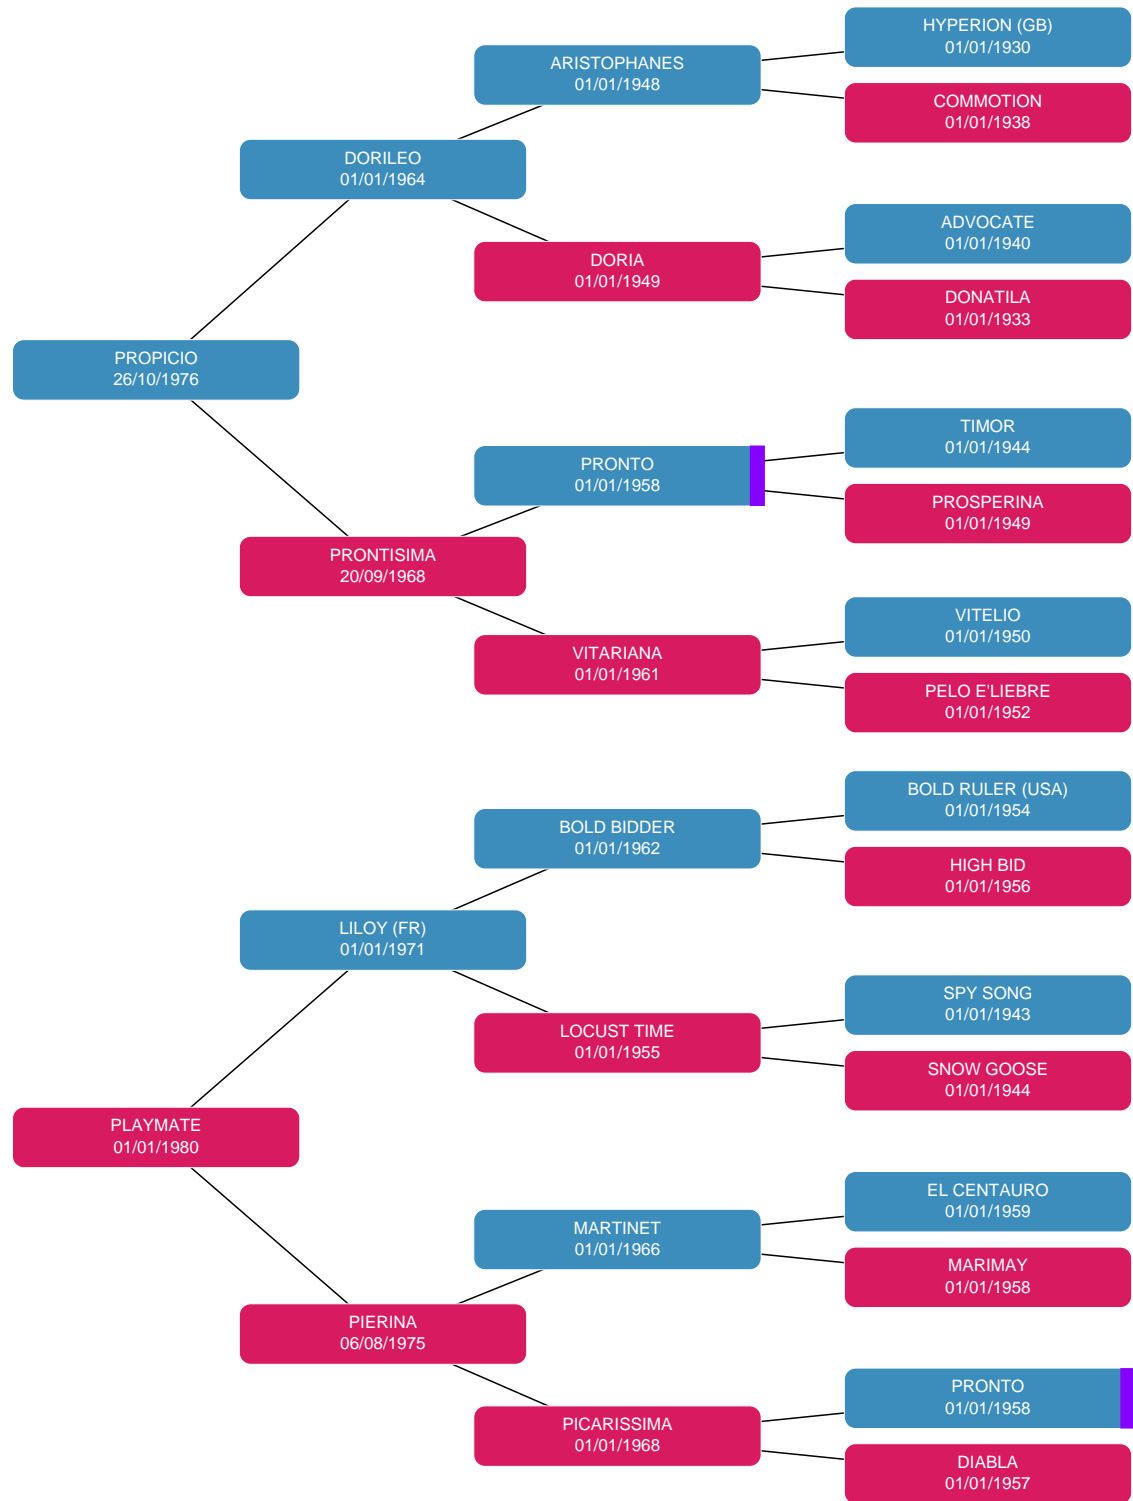 HYPERION (GB)
01/01/1930
ARISTOPHANES
01/01/1948
COMMOTION
01/01/1938
DORILEO
01/01/1964
ADVOCATE
01/01/1940
DORIA
01/01/1949
DONATILA
01/01/1933
PROPICIO
26/10/1976
TIMOR
01/01/1944
PRONTO
01/01/1958
PROSPERINA
01/01/1949
PRONTISIMA
20/09/1968
VITELIO
01/01/1950
VITARIANA
01/01/1961
PELO E'LIEBRE
01/01/1952
BOLD RULER (USA)
01/01/1954
BOLD BIDDER
01/01/1962
HIGH BID
01/01/1956
LILOY (FR)
01/01/1971
SPY SONG
01/01/1943
LOCUST TIME
01/01/1955
SNOW GOOSE
01/01/1944
PLAYMATE
01/01/1980
EL CENTAURO
01/01/1959
MARTINET
01/01/1966
MARIMAY
01/01/1958
PIERINA
06/08/1975
PRONTO
01/01/1958
PICARISSIMA
01/01/1968
DIABLA
01/01/1957